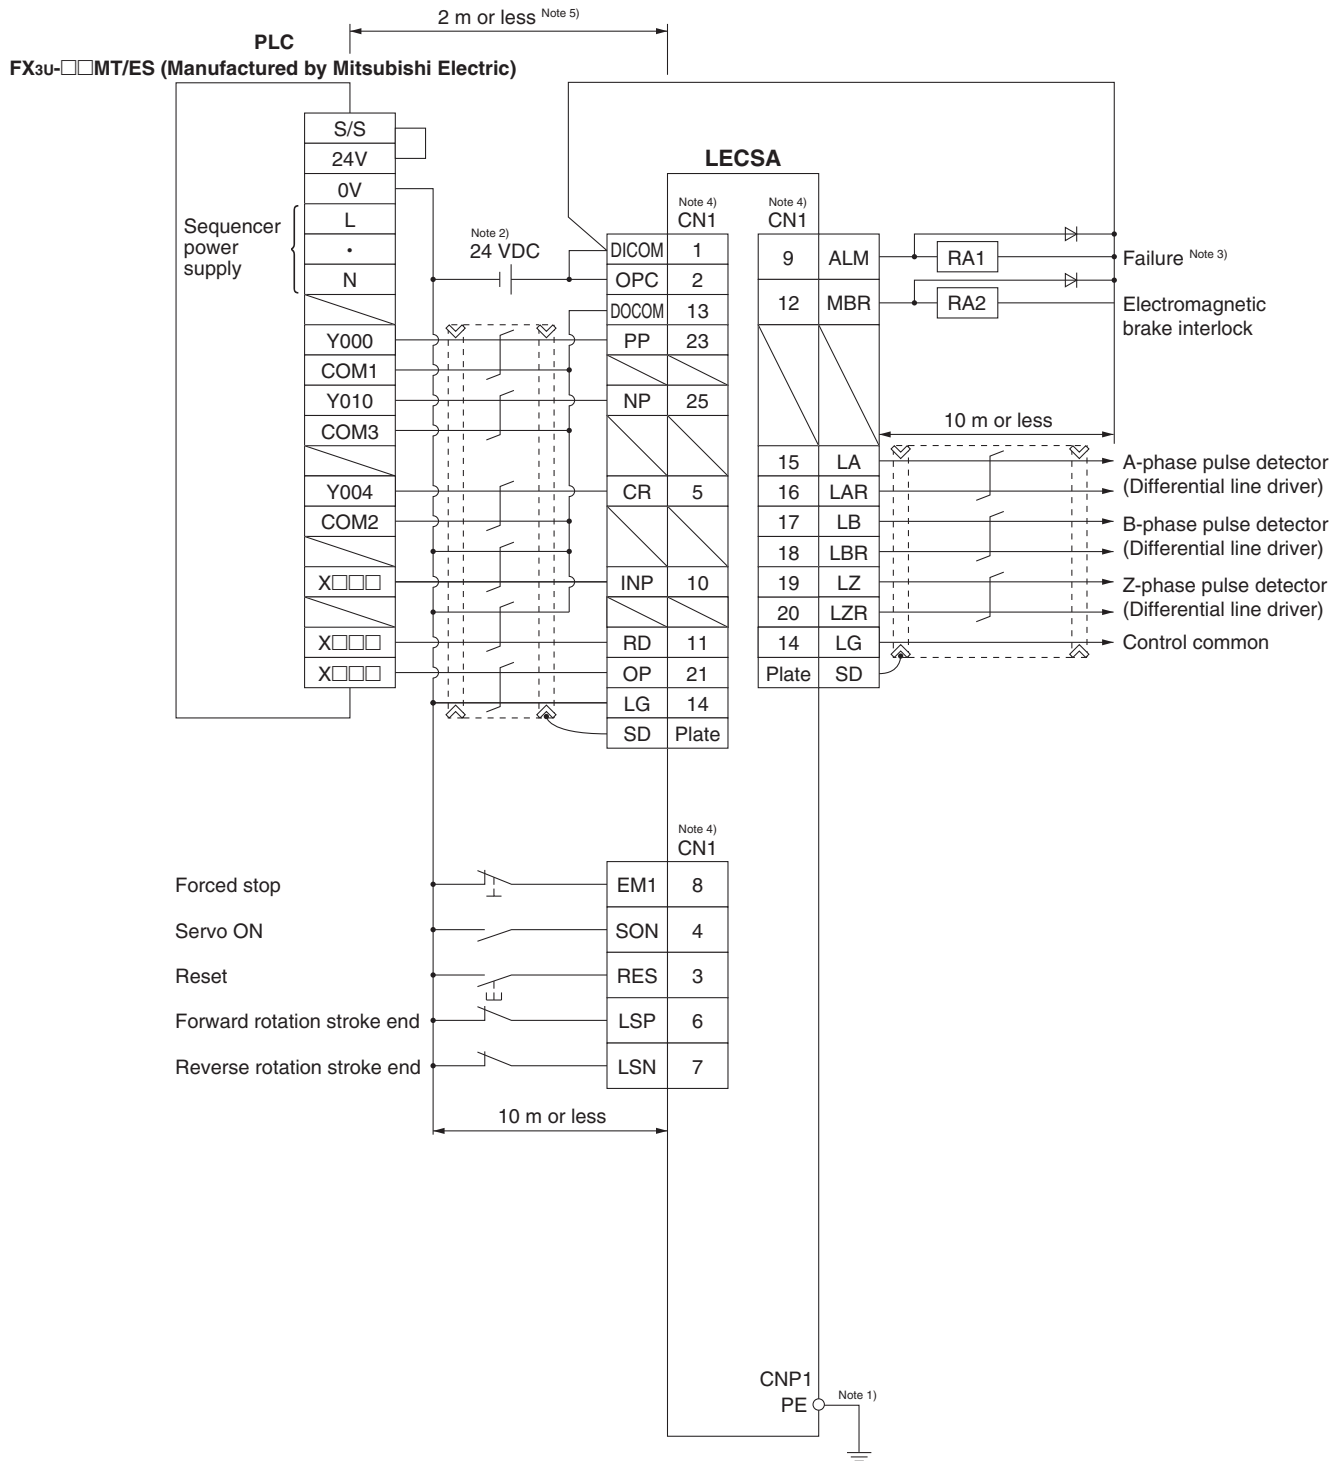 2 m or less Note 5)
PLC
FX3U-□□MT/ES (Manufactured by Mitsubishi Electric)
S/S
24V
0V
L
•
N
Sequencer
power
supply
Y000
COM1
Y010
COM3
Y004
COM2
X□□□
X□□□
X□□□
Note 2)
24 VDC
LECSA
Note 4)
CN1
DICOM 1
OPC 2
DOCOM 13
PP 23
NP 25
CR 5
INP 10
RD 11
OP 21
LG 14
SD Plate
Note 4)
CN1
9 ALM
12 MBR
15 LA
16 LAR
17 LB
18 LBR
19 LZ
20 LZR
14 LG
Plate SD
RA1
Failure Note 3)
RA2
Electromagnetic
brake interlock
10 m or less
A-phase pulse detector
(Differential line driver)
B-phase pulse detector
(Differential line driver)
Z-phase pulse detector
(Differential line driver)
Control common
Note 4)
CN1
Forced stop EM1 8
Servo ON SON 4
Reset RES 3
Forward rotation stroke end LSP 6
Reverse rotation stroke end LSN 7
10 m or less
CNP1
PE Note 1)